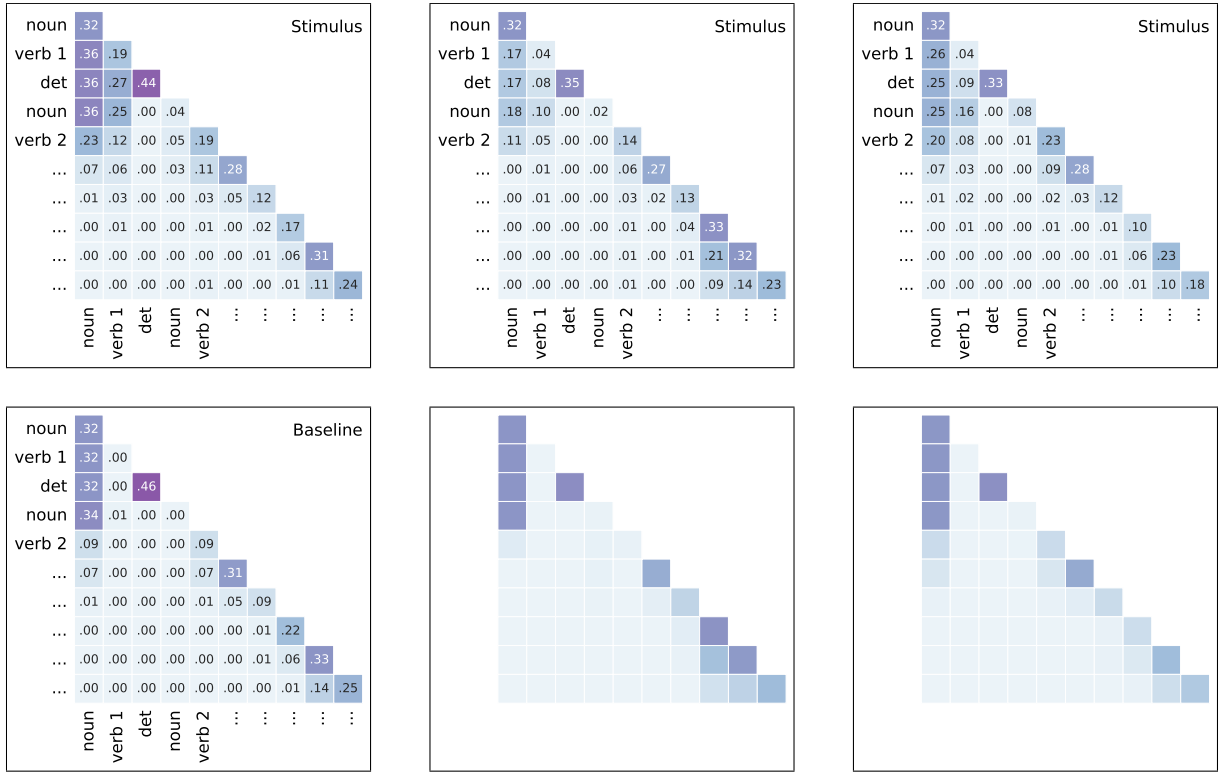 noun .32 Stimulus
verb 1 .36 .19
det .36 .27 .44
noun .36 .25 .00 .04
verb 2 .23 .12 .00 .05 .19
... .07 .06 .00 .03 .11 .28
... .01 .03 .00 .00 .03 .05 .12
... .00 .01 .00 .00 .01 .00 .02 .17
... .00 .00 .00 .00 .00 .00 .01 .06 .31
... .00 .00 .00 .00 .01 .00 .00 .01 .11 .24
noun verb 1 det noun verb 2 ... ... ... ... ...
noun .32 Stimulus
verb 1 .17 .04
det .17 .08 .35
noun .18 .10 .00 .02
verb 2 .11 .05 .00 .00 .14
... .00 .01 .00 .00 .06 .27
... .00 .01 .00 .00 .03 .02 .13
... .00 .00 .00 .00 .01 .00 .04 .33
... .00 .00 .00 .00 .01 .00 .01 .21 .32
... .00 .00 .00 .00 .01 .00 .00 .09 .14 .23
noun verb 1 det noun verb 2 ... ... ... ... ...
noun .32 Stimulus
verb 1 .26 .04
det .25 .09 .33
noun .25 .16 .00 .08
verb 2 .20 .08 .00 .01 .23
... .07 .03 .00 .00 .09 .28
... .01 .02 .00 .00 .02 .03 .12
... .00 .01 .00 .00 .01 .00 .01 .10
... .00 .00 .00 .00 .00 .00 .01 .06 .23
... .00 .00 .00 .00 .01 .00 .00 .01 .10 .18
noun verb 1 det noun verb 2 ... ... ... ... ...
noun .32 Baseline
verb 1 .32 .00
det .32 .00 .46
noun .34 .01 .00 .00
verb 2 .09 .00 .00 .00 .09
... .07 .00 .00 .00 .07 .31
... .01 .00 .00 .00 .01 .05 .09
... .00 .00 .00 .00 .00 .00 .01 .22
... .00 .00 .00 .00 .00 .00 .01 .06 .33
... .00 .00 .00 .00 .00 .00 .00 .01 .14 .25
noun verb 1 det noun verb 2 ... ... ... ... ...